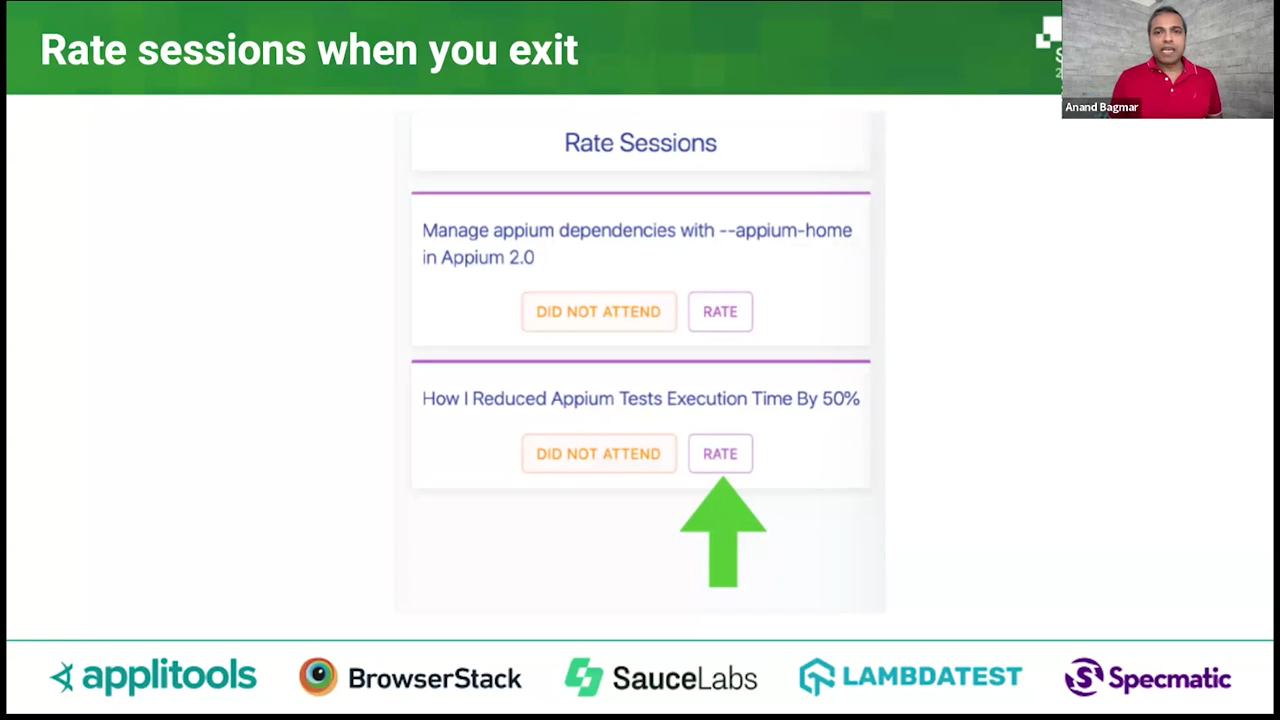 Rate sessions when you exit
Anand Bagmar
Rate Sessions
Manage appium dependencies with --appium-home
in Appium 2.0
DID NOT ATTEND RATE
How I Reduced Appium Tests Execution Time By 50%
DID NOT ATTEND RATE
applitools BrowserStack SauceLabs LAMBDATEST Specmatic